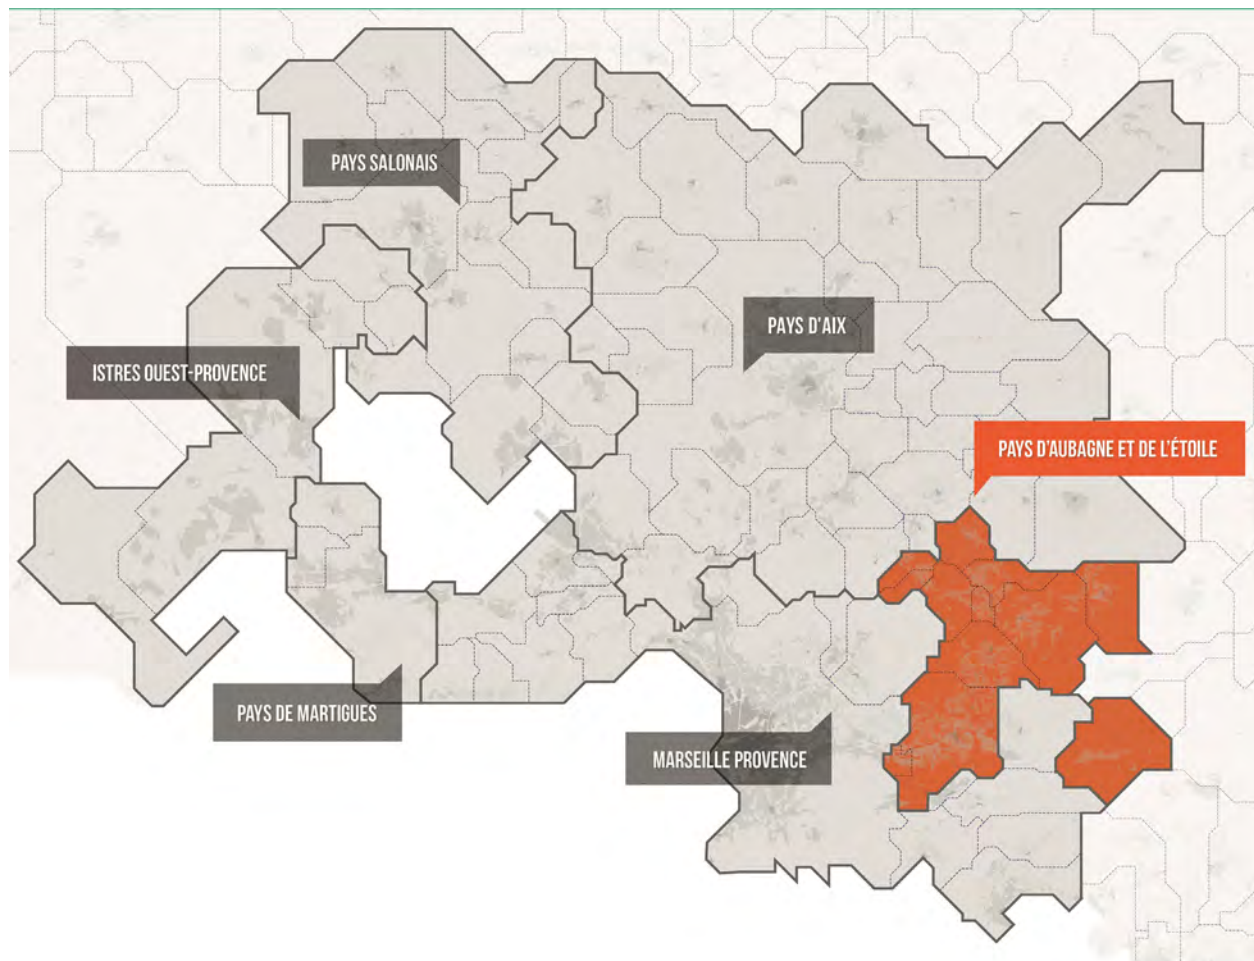 PAYS SALONAIS
PAYS D'AIX
ISTRES OUEST-PROVENCE
PAYS D'AUBAGNE ET DE L'ÉTOILE
PAYS DE MARTIGUES
MARSEILLE PROVENCE